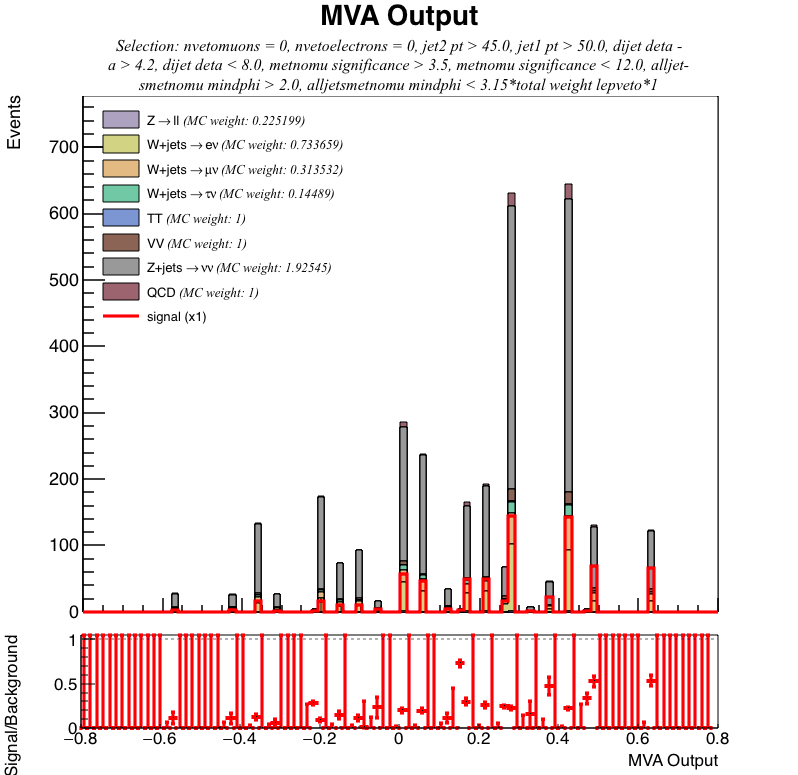 MVA Output
Selection: nvetomuons = 0, nvetoelectrons = 0, jet2 pt > 45.0, jet1 pt > 50.0, dijet deta -
a > 4.2, dijet deta < 8.0, metnomu significance > 3.5, metnomu significance < 12.0, alljet-
smetnomu mindphi > 2.0, alljetsmetnomu mindphi < 3.15*total weight lepveto*1
Events
700
600
500
400
300
200
100
0
Z→ll (MC weight: 0.225199)
W+jets→eν (MC weight: 0.733659)
W+jets→μν (MC weight: 0.313532)
W+jets→τν (MC weight: 0.14489)
TT (MC weight: 1)
VV (MC weight: 1)
Z+jets→νν (MC weight: 1.92545)
QCD (MC weight: 1)
signal (x1)
Signal/Background
1
0.5
0
−0.8 −0.6 −0.4 −0.2 0 0.2 0.4 0.6 0.8
MVA Output